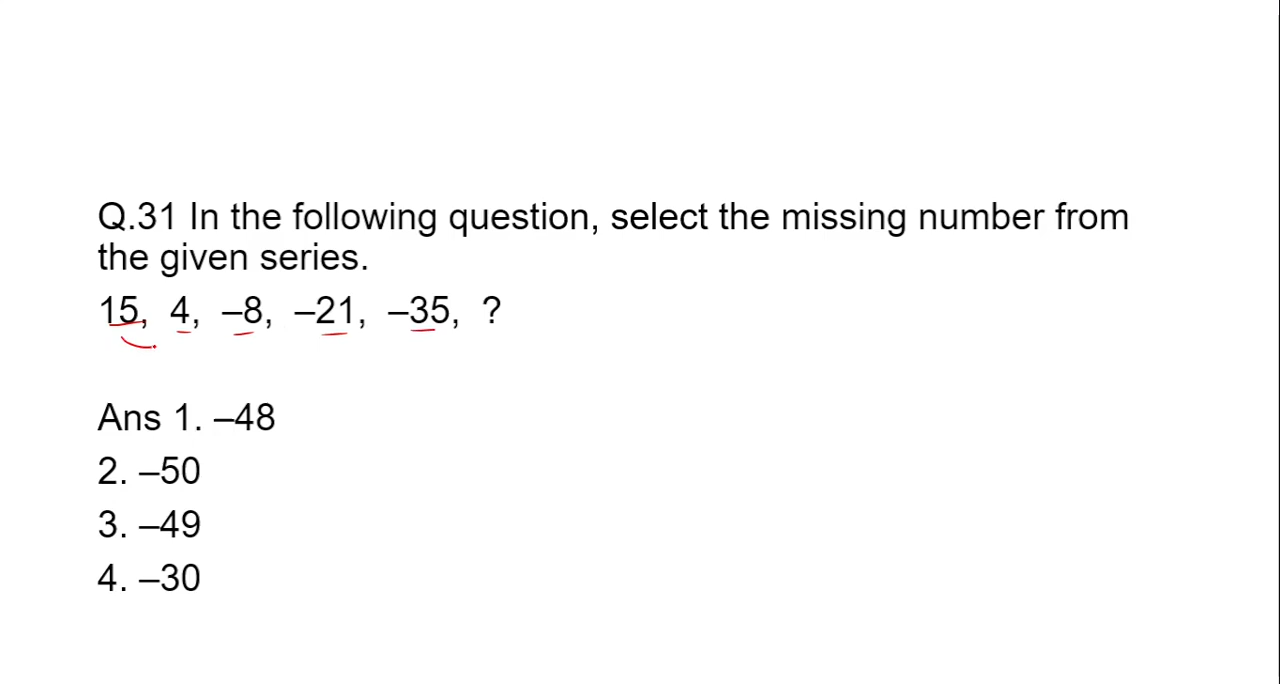 Q.31 In the following question, select the missing number from
the given series.
15, 4, –8, –21, –35, ?
Ans 1. –48
2. –50
3. –49
4. –30